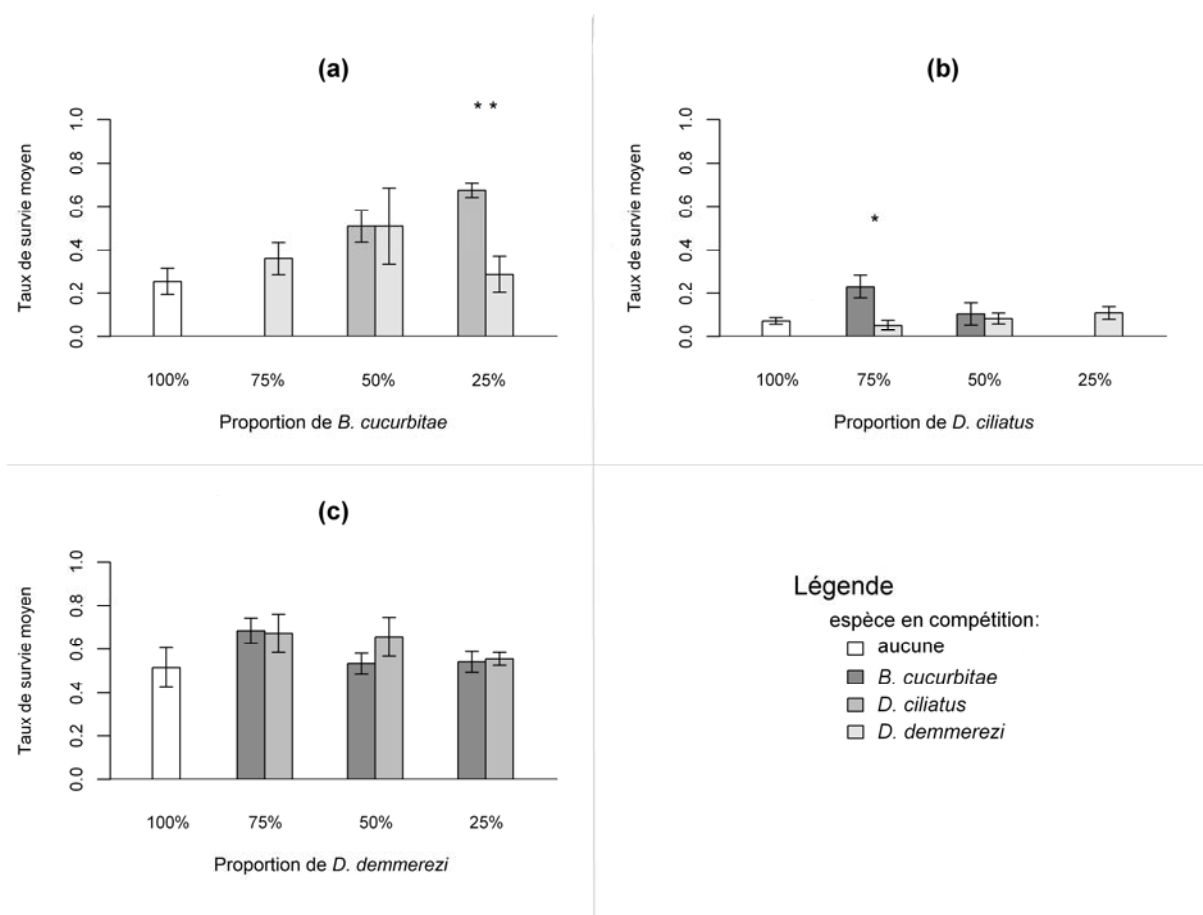 (a)
* *
Taux de survie moyen
1.0
0.8
0.6
0.4
0.2
0.0
100% 75% 50% 25%
Proportion de B. cucurbitae
(b)
*
Taux de survie moyen
1.0
0.8
0.6
0.4
0.2
0.0
100% 75% 50% 25%
Proportion de D. ciliatus
(c)
Taux de survie moyen
1.0
0.8
0.6
0.4
0.2
0.0
100% 75% 50% 25%
Proportion de D. demmerezi
Légende
espèce en compétition:
aucune
B. cucurbitae
D. ciliatus
D. demmerezi